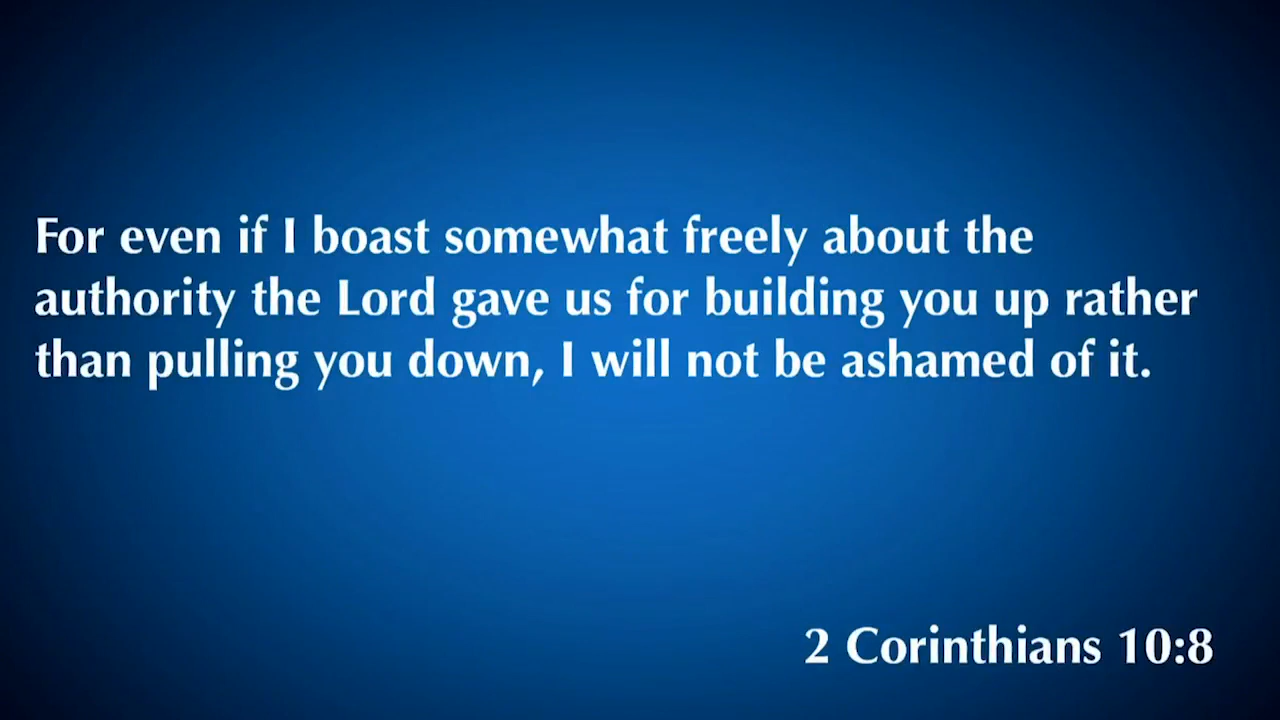 For even if I boast somewhat freely about the
authority the Lord gave us for building you up rather
than pulling you down, I will not be ashamed of it.
2 Corinthians 10:8